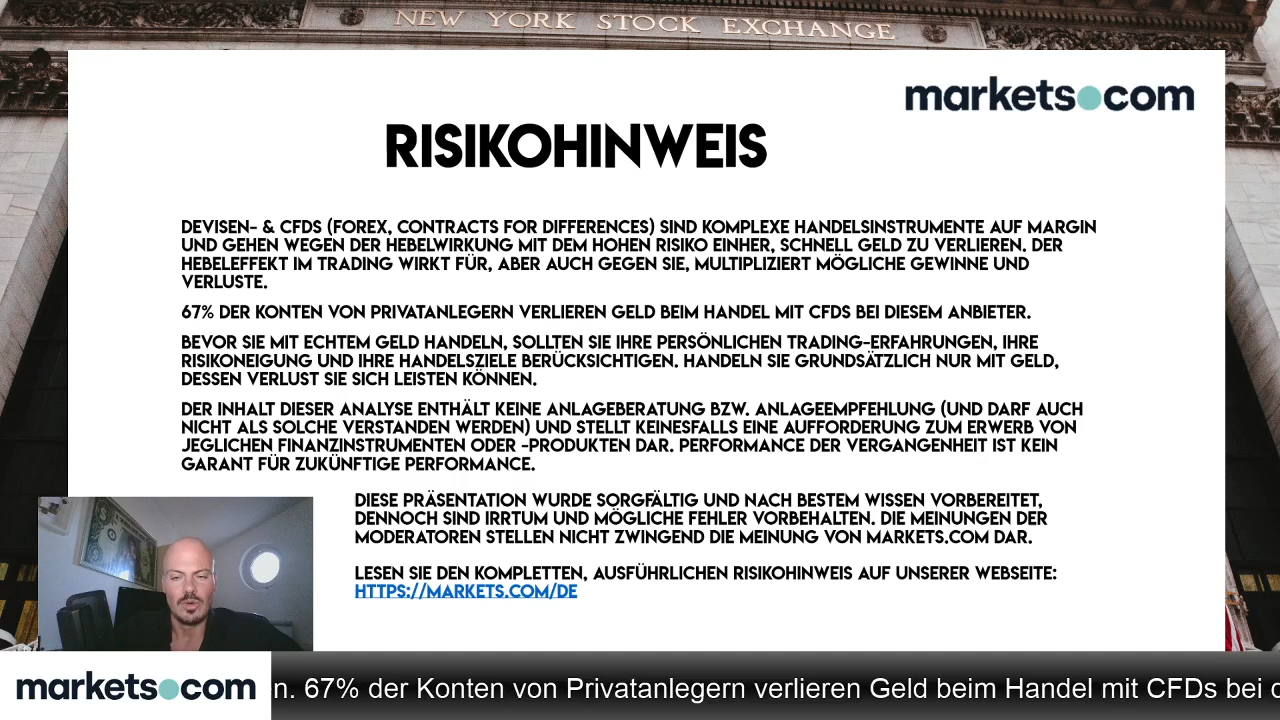 NEW YORK STOCK EXCHANGE
markets.com
RISIKOHINWEIS
DEVISEN- & CFDS (FOREX, CONTRACTS FOR DIFFERENCES) SIND KOMPLEXE HANDELSINSTRUMENTE AUF MARGIN
UND GEHEN WEGEN DER HEBELWIRKUNG MIT DEM HOHEN RISIKO EINHER, SCHNELL GELD ZU VERLIEREN. DER
HEBELEFFEKT IM TRADING WIRKT FÜR, ABER AUCH GEGEN SIE, MULTIPLIZIERT MÖGLICHE GEWINNE UND
VERLUSTE.
67% DER KONTEN VON PRIVATANLEGERN VERLIEREN GELD BEIM HANDEL MIT CFDS BEI DIESEM ANBIETER.
BEVOR SIE MIT ECHTEM GELD HANDELN, SOLLTEN SIE IHRE PERSÖNLICHEN TRADING-ERFAHRUNGEN, IHRE
RISIKONEIGUNG UND IHRE HANDELSZIELE BERÜCKSICHTIGEN. HANDELN SIE GRUNDSÄTZLICH NUR MIT GELD,
DESSEN VERLUST SIE SICH LEISTEN KÖNNEN.
DER INHALT DIESER ANALYSE ENTHÄLT KEINE ANLAGEBERATUNG BZW. ANLAGEEMPFEHLUNG (UND DARF AUCH
NICHT ALS SOLCHE VERSTANDEN WERDEN) UND STELLT KEINESFALLS EINE AUFFORDERUNG ZUM ERWERB VON
JEGLICHEN FINANZINSTRUMENTEN ODER -PRODUKTEN DAR. PERFORMANCE DER VERGANGENHEIT IST KEIN
GARANT FÜR ZUKÜNFTIGE PERFORMANCE.
DIESE PRÄSENTATION WURDE SORGFÄLTIG UND NACH BESTEM WISSEN VORBEREITET,
DENNOCH SIND IRRTUM UND MÖGLICHE FEHLER VORBEHALTEN. DIE MEINUNGEN DER
MODERATOREN STELLEN NICHT ZWINGEND DIE MEINUNG VON MARKETS.COM DAR.
LESEN SIE DEN KOMPLETTEN, AUSFÜHRLICHEN RISIKOHINWEIS AUF UNSERER WEBSEITE:
HTTPS://MARKETS.COM/DE
markets.com
n. 67% der Konten von Privatanlegern verlieren Geld beim Handel mit CFDs bei